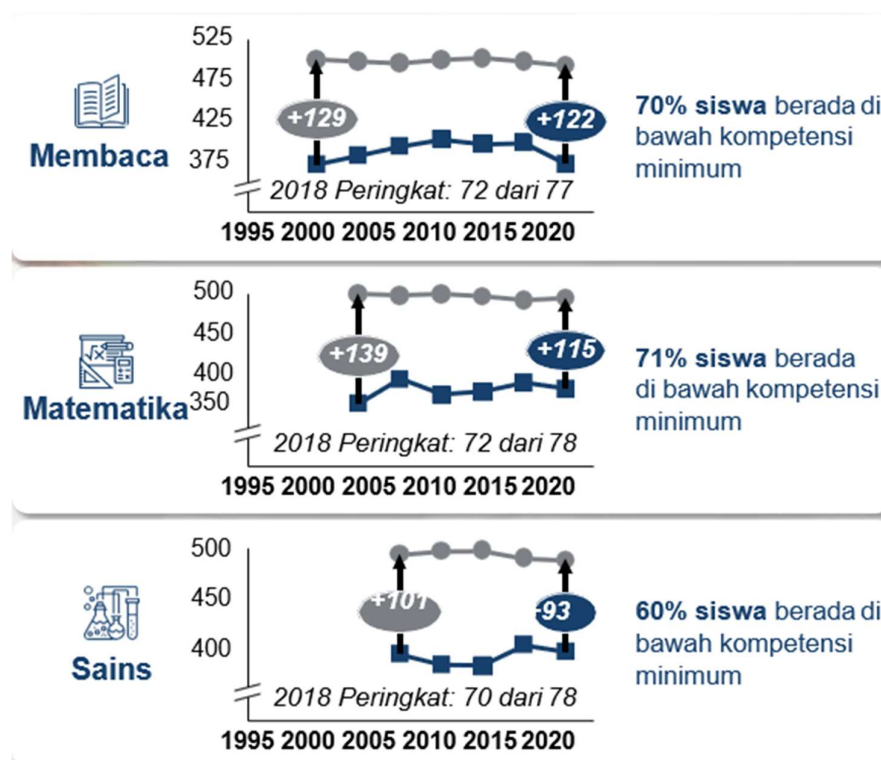 525
475
425
375
Membaca
+129
+122
2018 Peringkat: 72 dari 77
1995 2000 2005 2010 2015 2020
70% siswa berada di
bawah kompetensi
minimum
500
450
400
350
Matematika
+139
+115
2018 Peringkat: 72 dari 78
1995 2000 2005 2010 2015 2020
71% siswa berada
di bawah kompetensi
minimum
500
450
400
Sains
+101
+93
2018 Peringkat: 70 dari 78
1995 2000 2005 2010 2015 2020
60% siswa berada di
bawah kompetensi
minimum